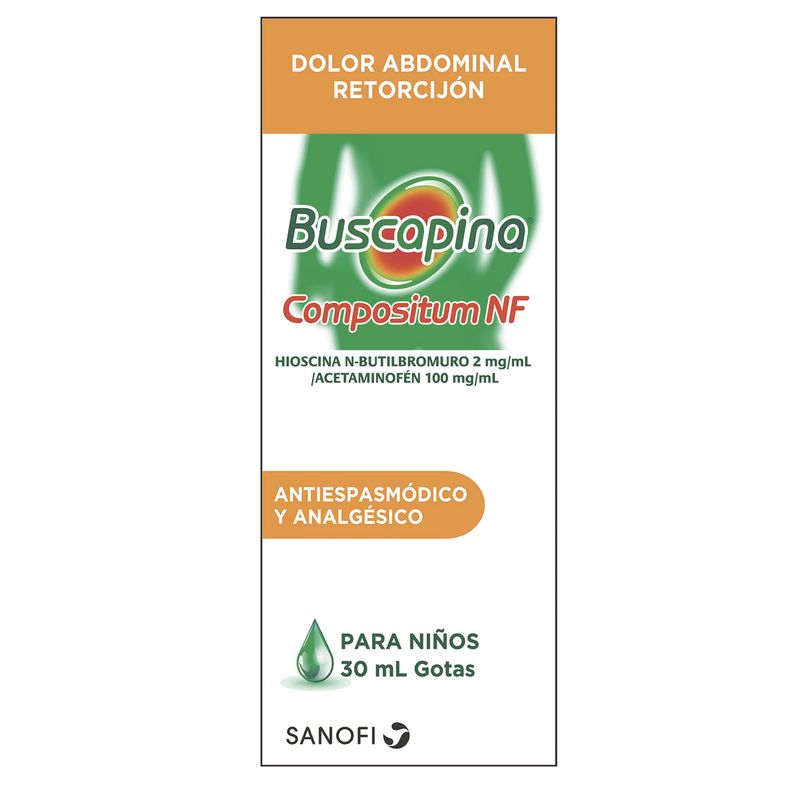 DOLOR ABDOMINAL
RETORCIJÓN
Buscapina®
Compositum NF
HIOSCINA N-BUTILBROMURO 2 mg/mL
/ACETAMINOFÉN 100 mg/mL
ANTIESPASMÓDICO
Y ANALGÉSICO
PARA NIÑOS
30 mL Gotas
SANOFI